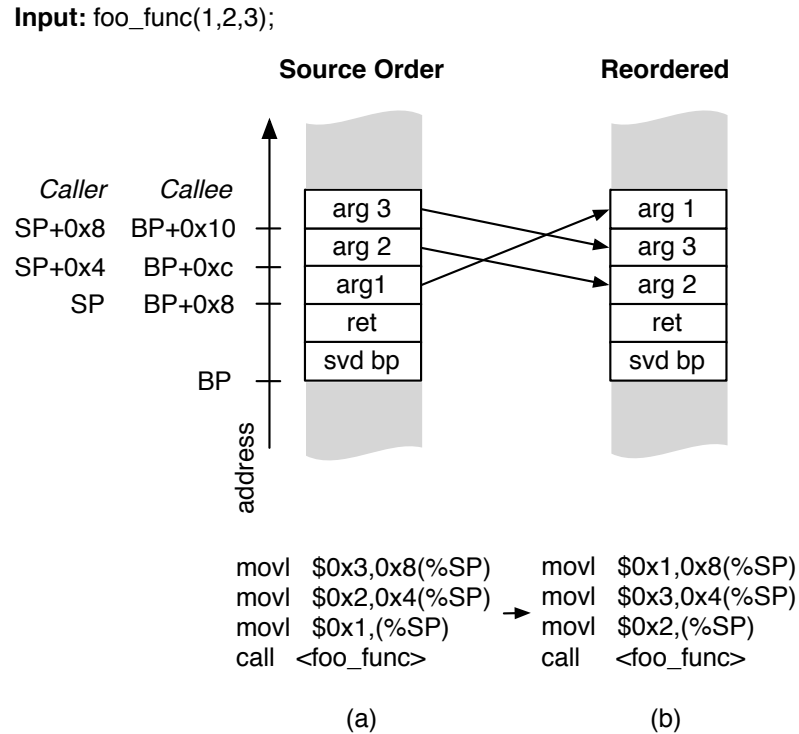 Input: foo_func(1,2,3);
Source Order
Reordered
Caller Callee
SP+0x8 BP+0x10
SP+0x4 BP+0xc
SP BP+0x8
BP
address
arg 3
arg 2
arg1
ret
svd bp
arg 1
arg 3
arg 2
ret
svd bp
movl $0x3,0x8(%SP)
movl $0x2,0x4(%SP)
movl $0x1,(%SP)
call <foo_func>
(a)
movl $0x1,0x8(%SP)
movl $0x3,0x4(%SP)
movl $0x2,(%SP)
call <foo_func>
(b)